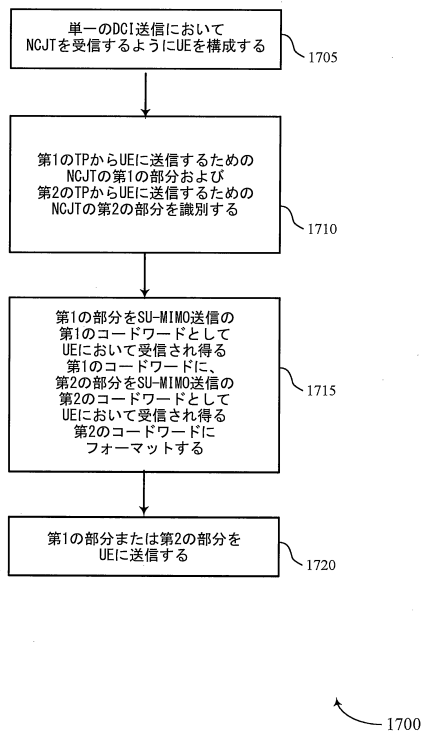 単一のDCI送信において
NCJTを受信するようにUEを構成する
1705
第1のTPからUEに送信するための
NCJTの第1の部分および
第2のTPからUEに送信するための
NCJTの第2の部分を識別する
1710
第1の部分をSU-MIMO送信の
第1のコードワードとして
UEにおいて受信され得る
第1のコードワードに、
第2の部分をSU-MIMO送信の
第2のコードワードとして
UEにおいて受信され得る
第2のコードワードに
フォーマットする
1715
第1の部分または第2の部分を
UEに送信する
1720
1700